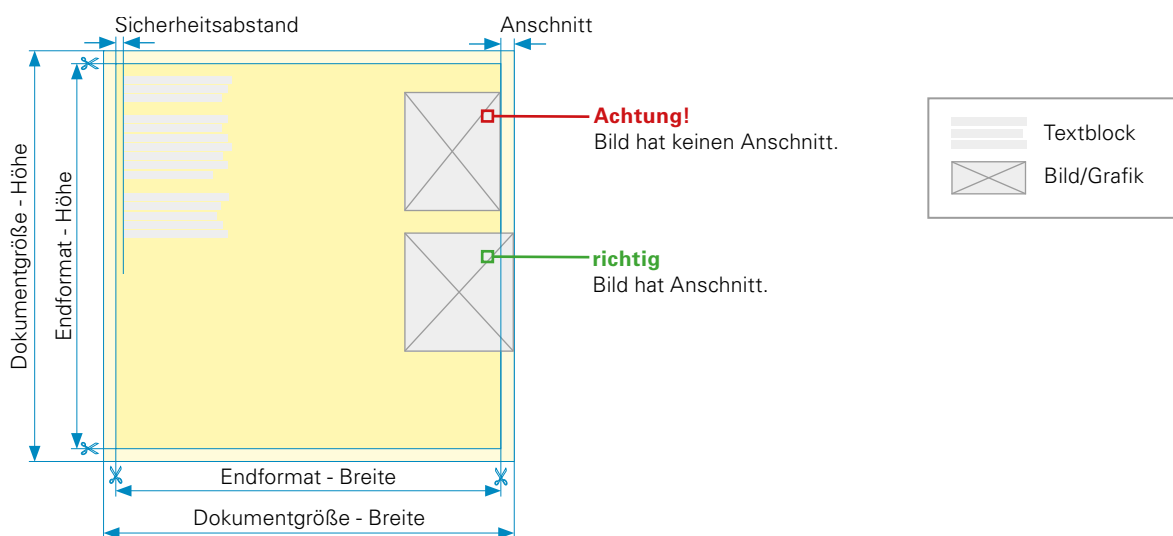 Sicherheitsabstand
Anschnitt
Dokumentgröße - Höhe
Endformat - Höhe
Achtung!
Bild hat keinen Anschnitt.
richtig
Bild hat Anschnitt.
Textblock
Bild/Grafik
Endformat - Breite
Dokumentgröße - Breite